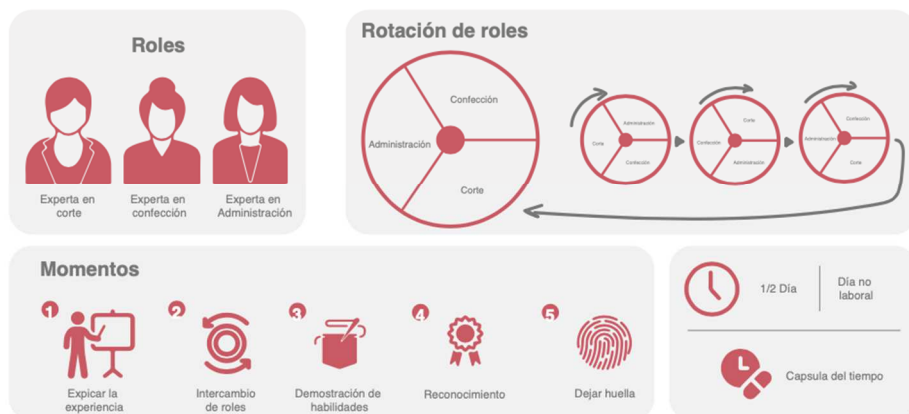 Roles
Experta en
corte
Experta en
confección
Experta en
Administración
Rotación de roles
Confección
Administración
Corte
Administración
Corte
Confección
Corte
Confección
Administración
Confección
Administración
Corte
Momentos
1
Expicar la
experiencia
2
Intercambio
de roles
3
Demostración de
habilidades
4
Reconocimiento
5
Dejar huella
1/2 Día
Día no
laboral
Capsula del tiempo